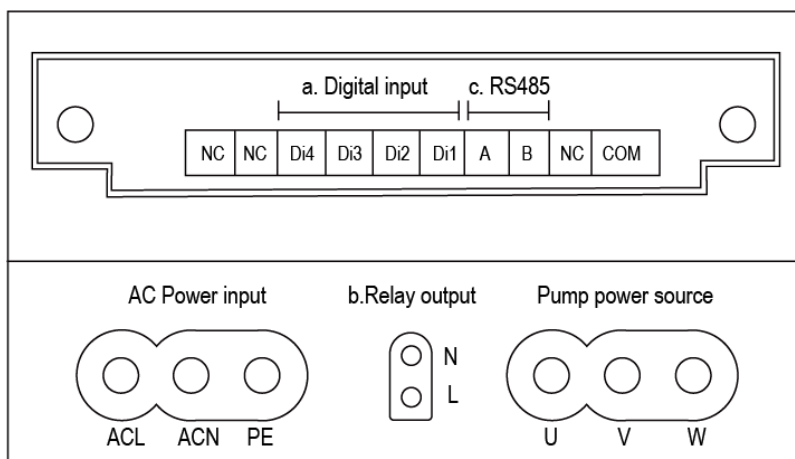 a. Digital input c. RS485
NC NC Di4 Di3 Di2 Di1 A B NC COM
AC Power input b.Relay output Pump power source
N
L
ACL ACN PE U V W